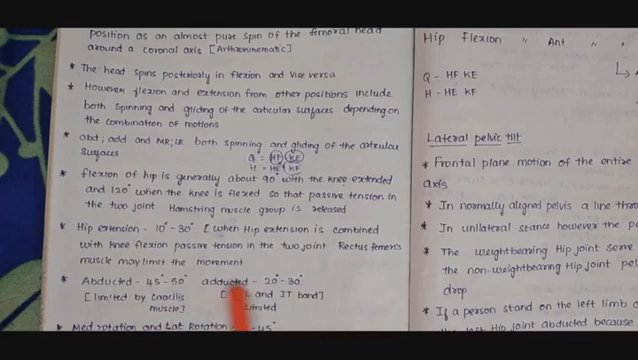 position as an almost pure spin of the femoral head
around a coronal axis [Arthrokinematic]
* The head spins posteriorly in flexion and vice versa
* However flexion and extension from other positions include
both spinning and gliding of the articular surfaces depending on
the combination of motions
* abd, add and MR, LR both spinning and gliding of the articular
surfaces
Q = HF KE
H = HE KF
* flexion of hip is generally about 90° with the knee extended
and 120° when the knee is flexed so that passive tension in
the two joint Hamstring muscle group is released
* Hip extension - 10° - 30° [when Hip extension is combined
with knee flexion passive tension in the two joint Rectus femoris
muscle may limit the movement
* Abducted - 45° - 50° adducted - 20° - 30°
[limited by Gracilis and IT band]
muscle] limited
* Med rotation and Lat Rotation - 45°
Hip Flexion " Ant "
Q - HF KE
H - HE KF
Lateral pelvic tilt
* Frontal plane motion of the entire
axis
* In normally aligned pelvis a line thro
* In unilateral stance however the pe
* The weightbearing Hip joint serve
the non weightbearing Hip joint pel
drop
* If a person stand on the left limb a
left Hip joint abducted because